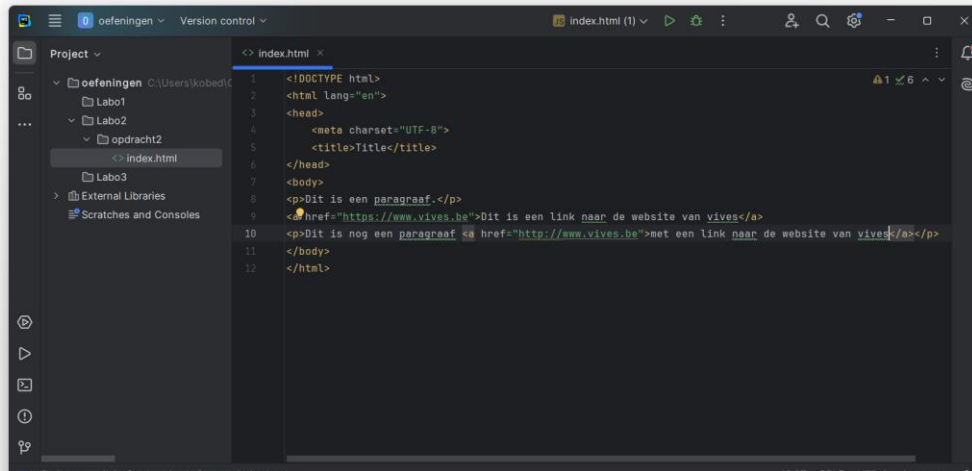 oefeningen Version control index.html (1)
Project
index.html
oefeningen C:\Users\kobed\
Labo1
Labo2
opdracht2
index.html
Labo3
External Libraries
Scratches and Consoles
1 6
1 <!DOCTYPE html>
2 <html lang="en">
3 <head>
4 <meta charset="UTF-8">
5 <title>Title</title>
6 </head>
7 <body>
8 <p>Dit is een paragraaf.</p>
9 <a href="https://www.vives.be">Dit is een link naar de website van vives</a>
10 <p>Dit is nog een paragraaf <a href="http://www.vives.be">met een link naar de website van vives</a></p>
11 </body>
12 </html>